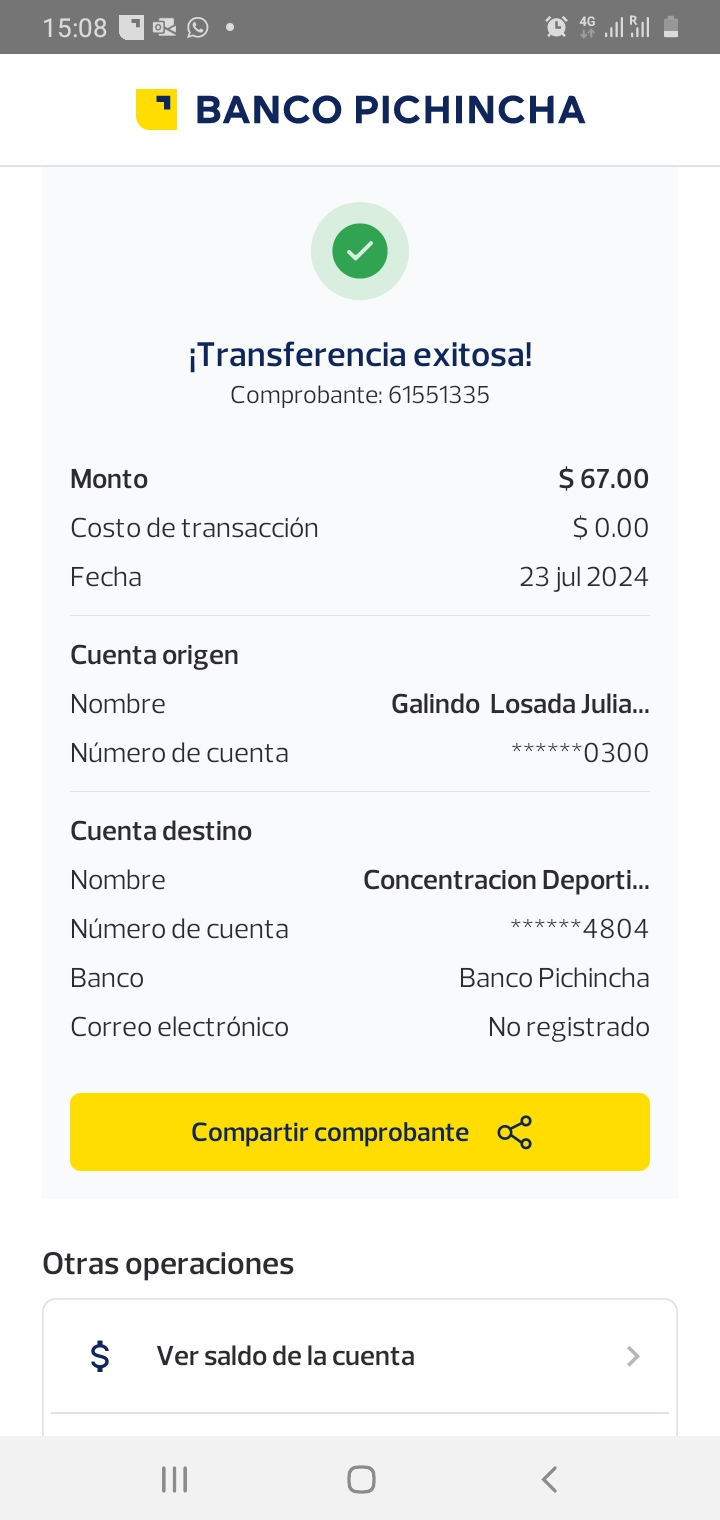 15:08
4G
R
BANCO PICHINCHA
¡Transferencia exitosa!
Comprobante: 61551335
Monto $ 67.00
Costo de transacción $ 0.00
Fecha 23 jul 2024
Cuenta origen
Nombre Galindo Losada Julia...
Número de cuenta ******0300
Cuenta destino
Nombre Concentracion Deporti...
Número de cuenta ******4804
Banco Banco Pichincha
Correo electrónico No registrado
Compartir comprobante
Otras operaciones
$ Ver saldo de la cuenta